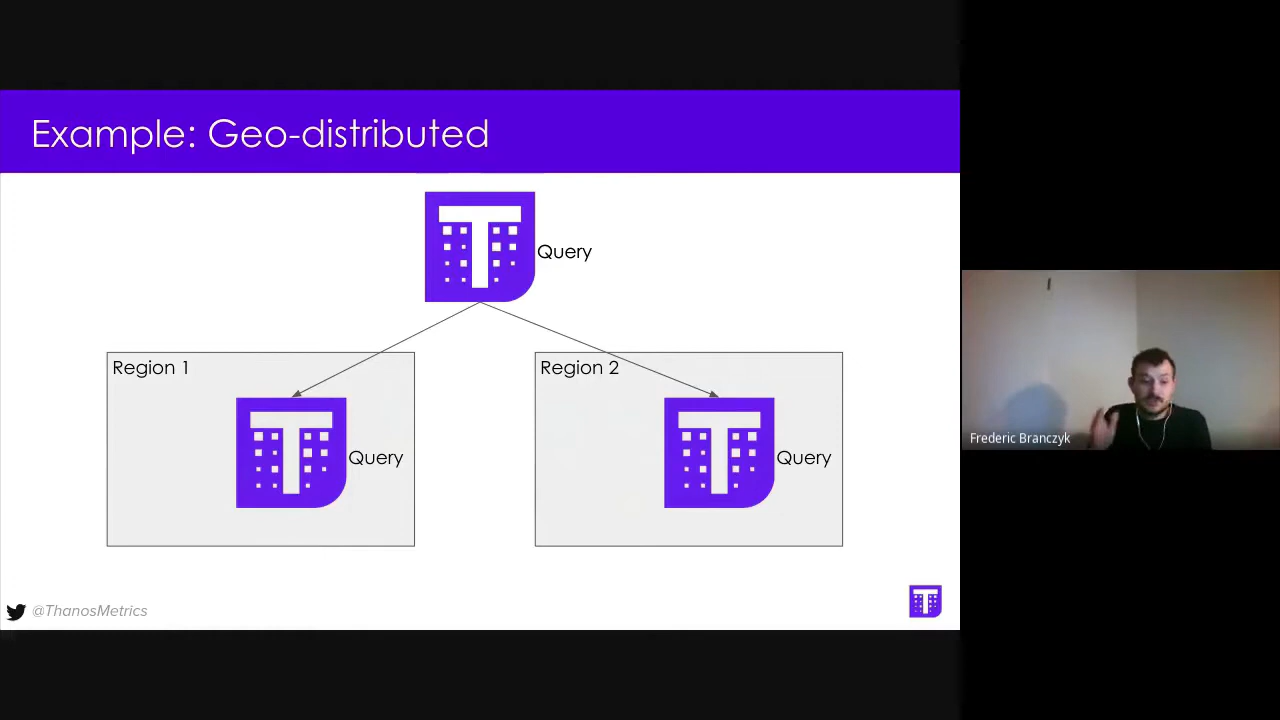 Example: Geo-distributed
Query
Region 1
Region 2
Query
Query
@ThanosMetrics
Frederic Branczyk